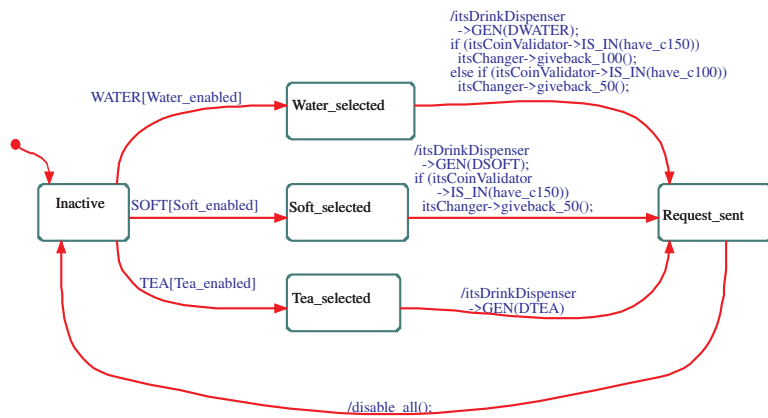 /itsDrinkDispenser
->GEN(DWATER);
if (itsCoinValidator->IS_IN(have_c150))
itsChanger->giveback_100();
else if (itsCoinValidator->IS_IN(have_c100))
itsChanger->giveback_50();
WATER[Water_enabled]
Water_selected
/itsDrinkDispenser
->GEN(DSOFT);
if (itsCoinValidator
->IS_IN(have_c150))
itsChanger->giveback_50();
Inactive
SOFT[Soft_enabled]
Soft_selected
Request_sent
TEA[Tea_enabled]
Tea_selected
/itsDrinkDispenser
->GEN(DTEA)
/disable_all();